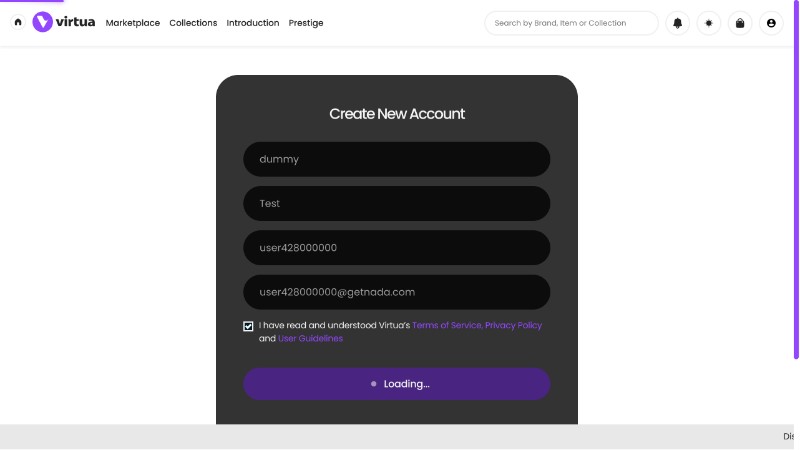 virtua Marketplace Collections Introduction Prestige Search by Brand, Item or Collection
Create New Account
dummy
Test
user428000000
user428000000@getnada.com
I have read and understood Virtua's Terms of Service, Privacy Policy
and User Guidelines
Loading...